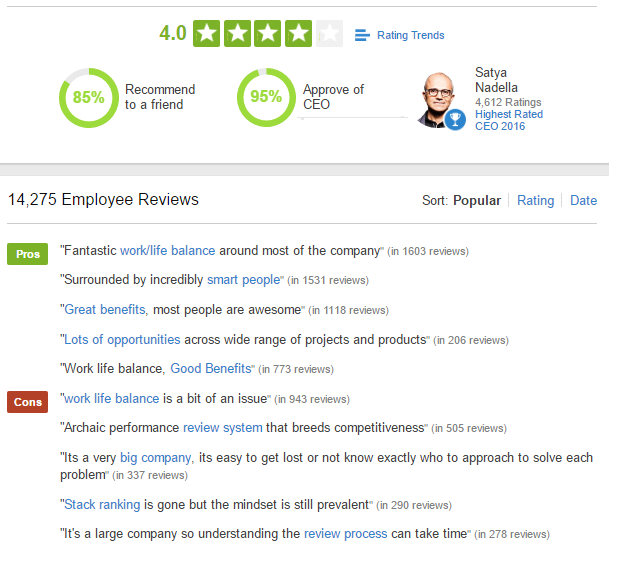 4.0 Rating Trends
85% Recommend
to a friend
95% Approve of
CEO
Satya
Nadella
4,612 Ratings
Highest Rated
CEO 2016
14,275 Employee Reviews Sort: Popular Rating Date
Pros "Fantastic work/life balance around most of the company" (in 1603 reviews)
"Surrounded by incredibly smart people" (in 1531 reviews)
"Great benefits, most people are awesome" (in 1118 reviews)
"Lots of opportunities across wide range of projects and products" (in 206 reviews)
"Work life balance, Good Benefits" (in 773 reviews)
Cons "work life balance is a bit of an issue" (in 943 reviews)
"Archaic performance review system that breeds competitiveness" (in 505 reviews)
"Its a very big company, its easy to get lost or not know exactly who to approach to solve each
problem" (in 337 reviews)
"Stack ranking is gone but the mindset is still prevalent" (in 290 reviews)
"It's a large company so understanding the review process can take time" (in 278 reviews)